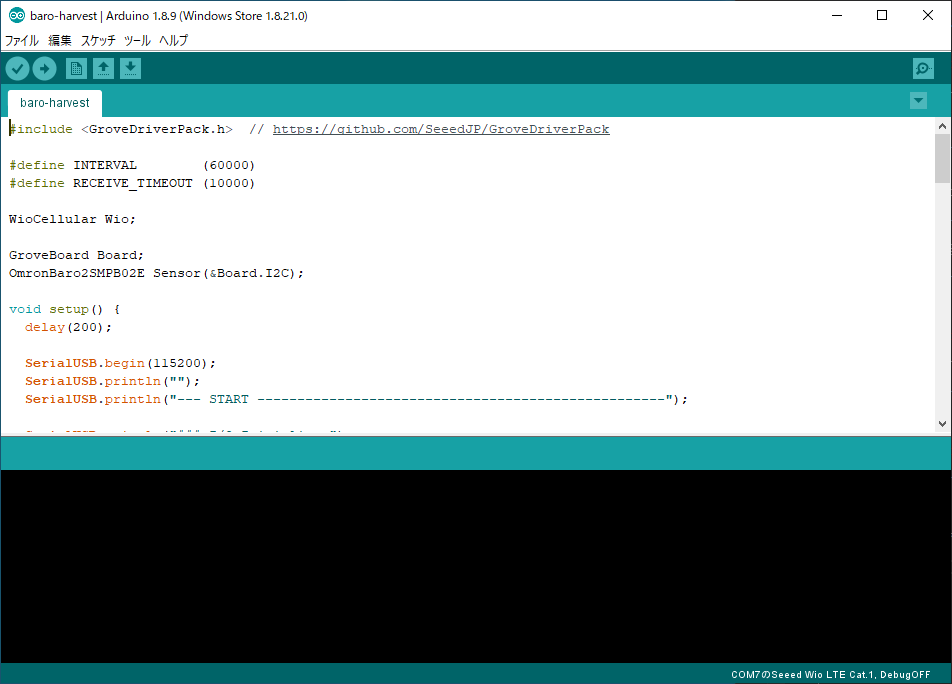 baro-harvest | Arduino 1.8.9 (Windows Store 1.8.21.0)
ファイル 編集 スケッチ ツール ヘルプ
baro-harvest
#include <GroveDriverPack.h>  // https://github.com/SeeedJP/GroveDriverPack
#define INTERVAL        (60000)
#define RECEIVE_TIMEOUT (10000)
WioCellular Wio;
GroveBoard Board;
OmronBaro2SMPB02E Sensor(&Board.I2C);
void setup() {
  delay(200);
  SerialUSB.begin(115200);
  SerialUSB.println("");
  SerialUSB.println("--- START ---------------------------------------------------");
COM7のSeeed Wio LTE Cat.1, DebugOFF